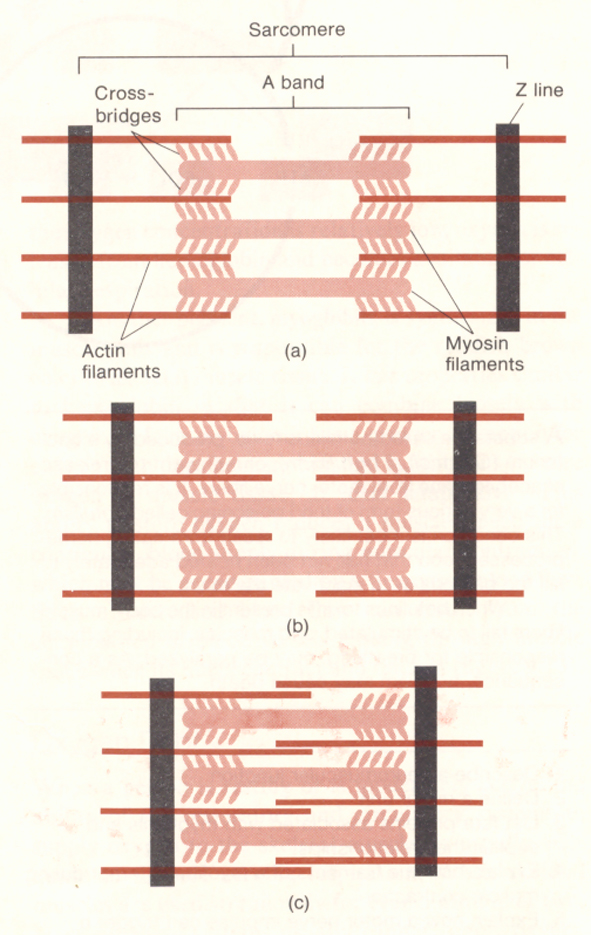 Sarcomere
A band
Cross-
bridges
Z line
Actin
filaments
(a)
Myosin
filaments
(b)
(c)